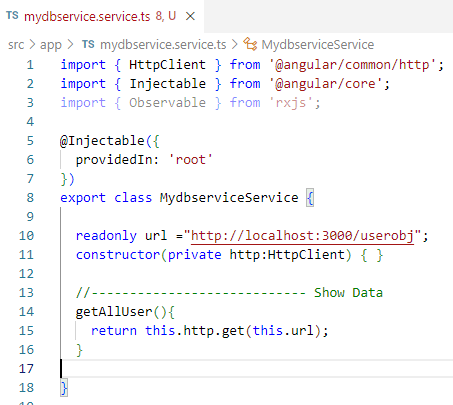 TS mydbservice.service.ts 8, U ×
src > app > TS mydbservice.service.ts > MydbserviceService
1 import { HttpClient } from '@angular/common/http';
2 import { Injectable } from '@angular/core';
3 import { Observable } from 'rxjs';
4
5 @Injectable({
6   providedIn: 'root'
7 })
8 export class MydbserviceService {
9
10   readonly url ="http://localhost:3000/userobj";
11   constructor(private http:HttpClient) { }
12
13   //---------------------------- Show Data
14   getAllUser(){
15     return this.http.get(this.url);
16   }
17
18 }